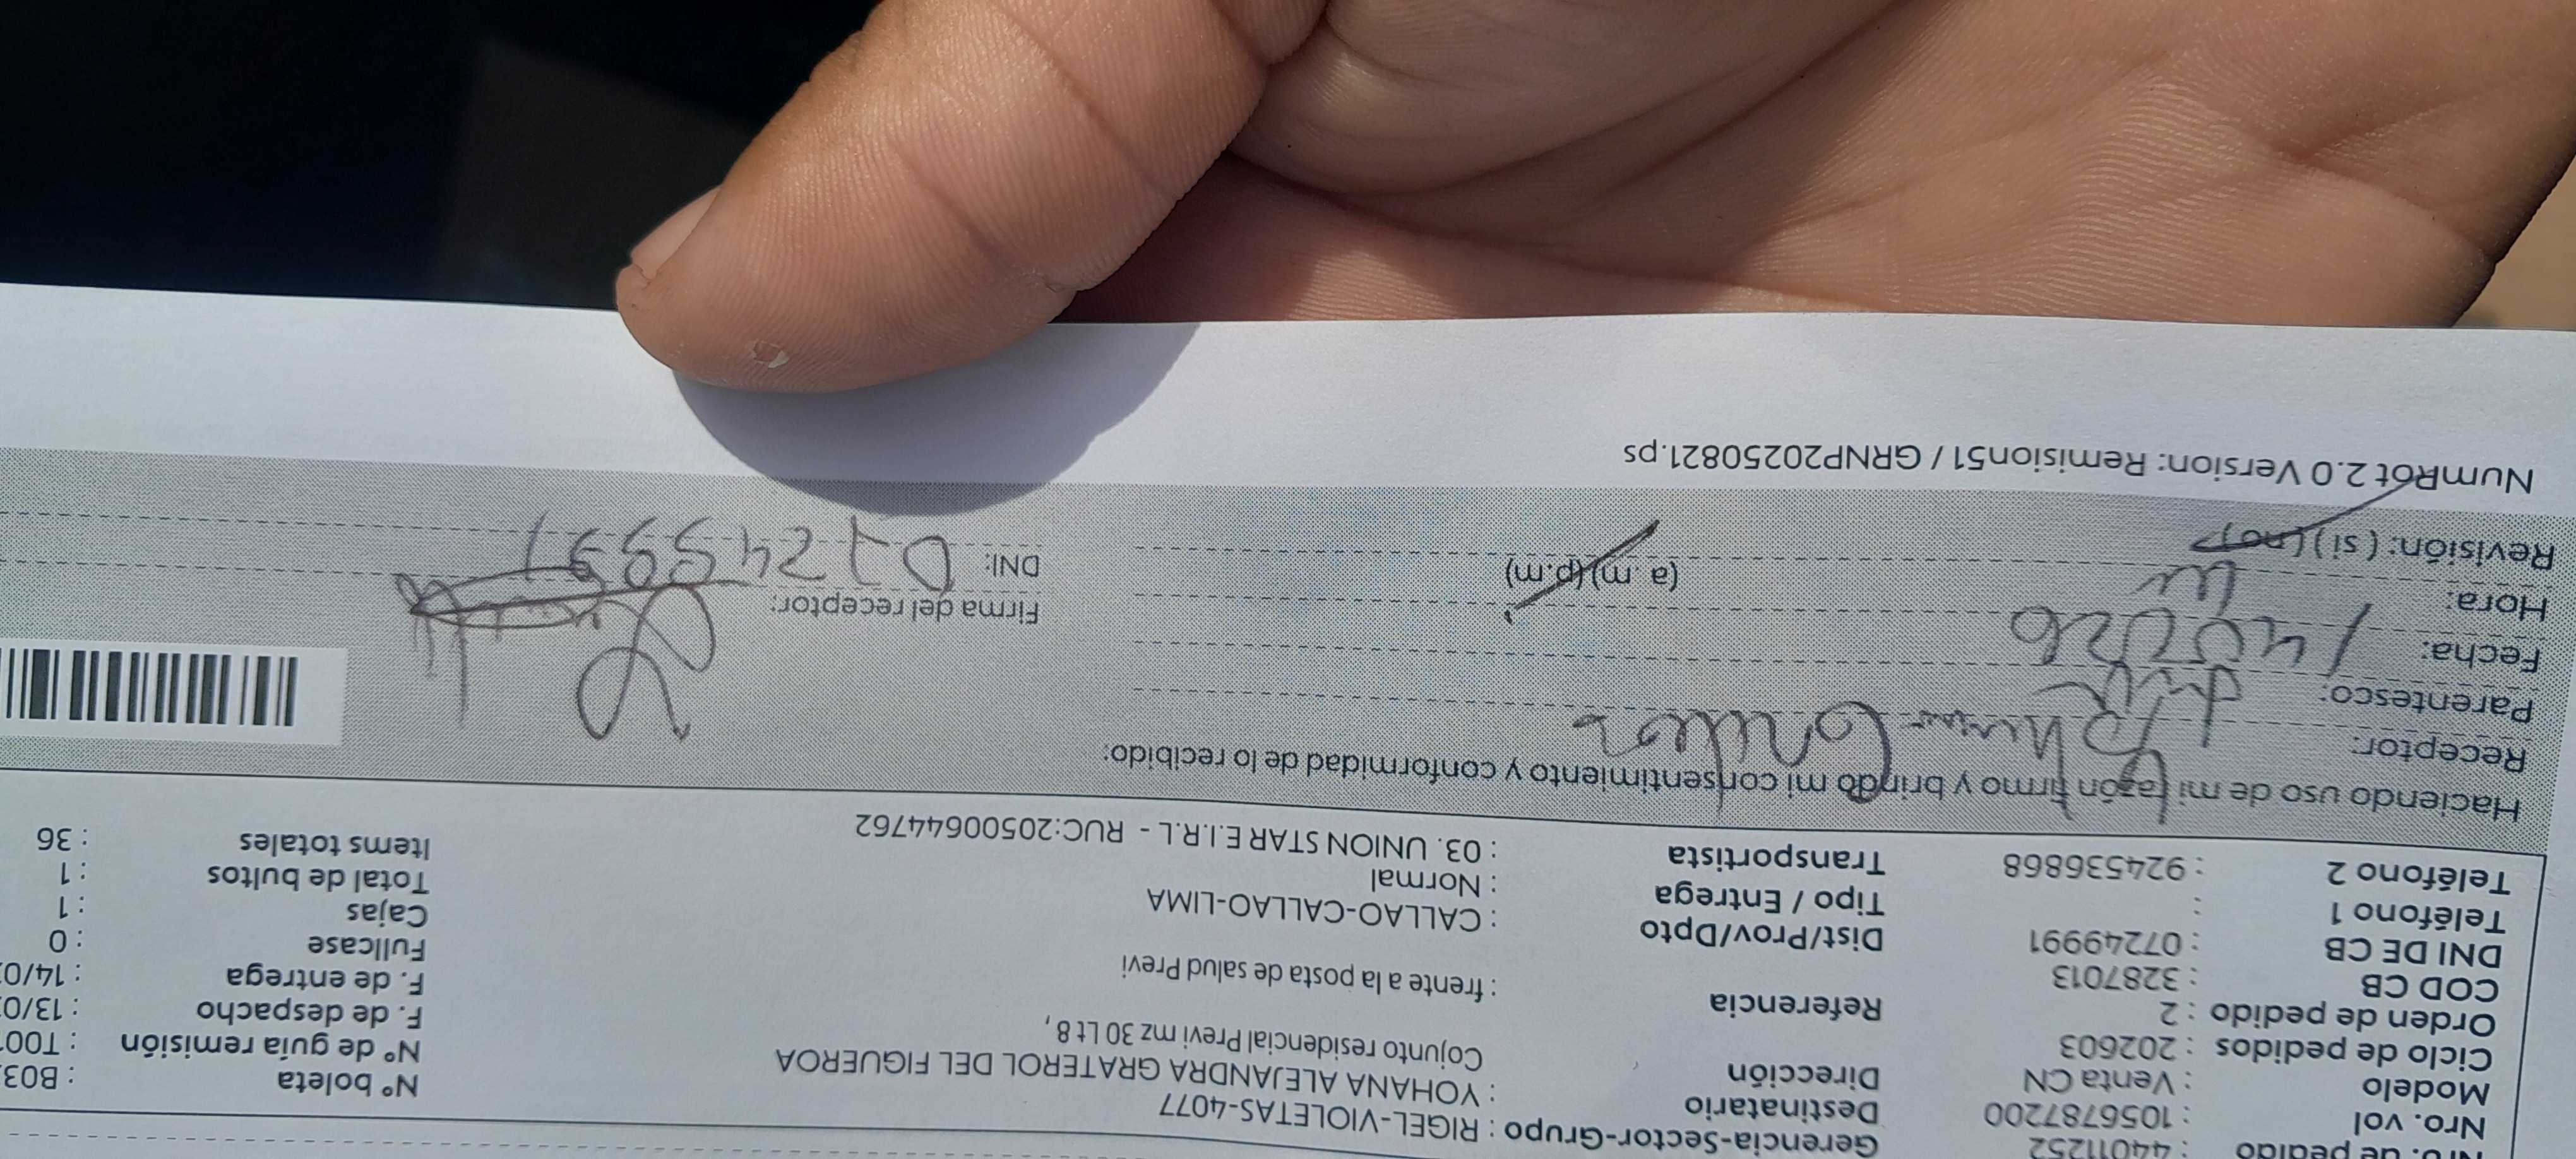 Nro. de pedido : 44011252
Gerencia-Sector-Grupo : RIGEL-VIOLETAS-4077
Nro. vol : 1056787200
Destinatario : YOHANA ALEJANDRA GRATEROL DEL FIGUEROA
Nº boleta : B03
Modelo : Venta CN
Dirección Cojunto residencial Previ mz 30 Lt 8 ,
Nº de guía remisión : T00
Ciclo de pedidos : 202603
F. de despacho : 13/0
Orden de pedido : 2
Referencia : frente a la posta de salud Previ
F. de entrega : 14/0
COD CB : 3287013
Fullcase : 0
DNI DE CB : 07249991
Dist/Prov/Dpto : CALLAO-CALLAO-LIMA
Cajas : 1
Teléfono 1 :
Tipo / Entrega : Normal
Total de bultos : 1
Teléfono 2 : 924536868
Transportista : 03. UNION STAR E.I.R.L - RUC:20500644762
Items totales : 36
Haciendo uso de mi razón firmo y brindo mi consentimiento y conformidad de lo recibido:
Receptor:
Parentesco:
Fecha:
Firma del receptor:
Hora: (a .m) (p.m)
DNI: 07249991
Revisión: ( si ) ( no )
NumRot 2.0 Version: Remision51 / GRNP20250821.ps